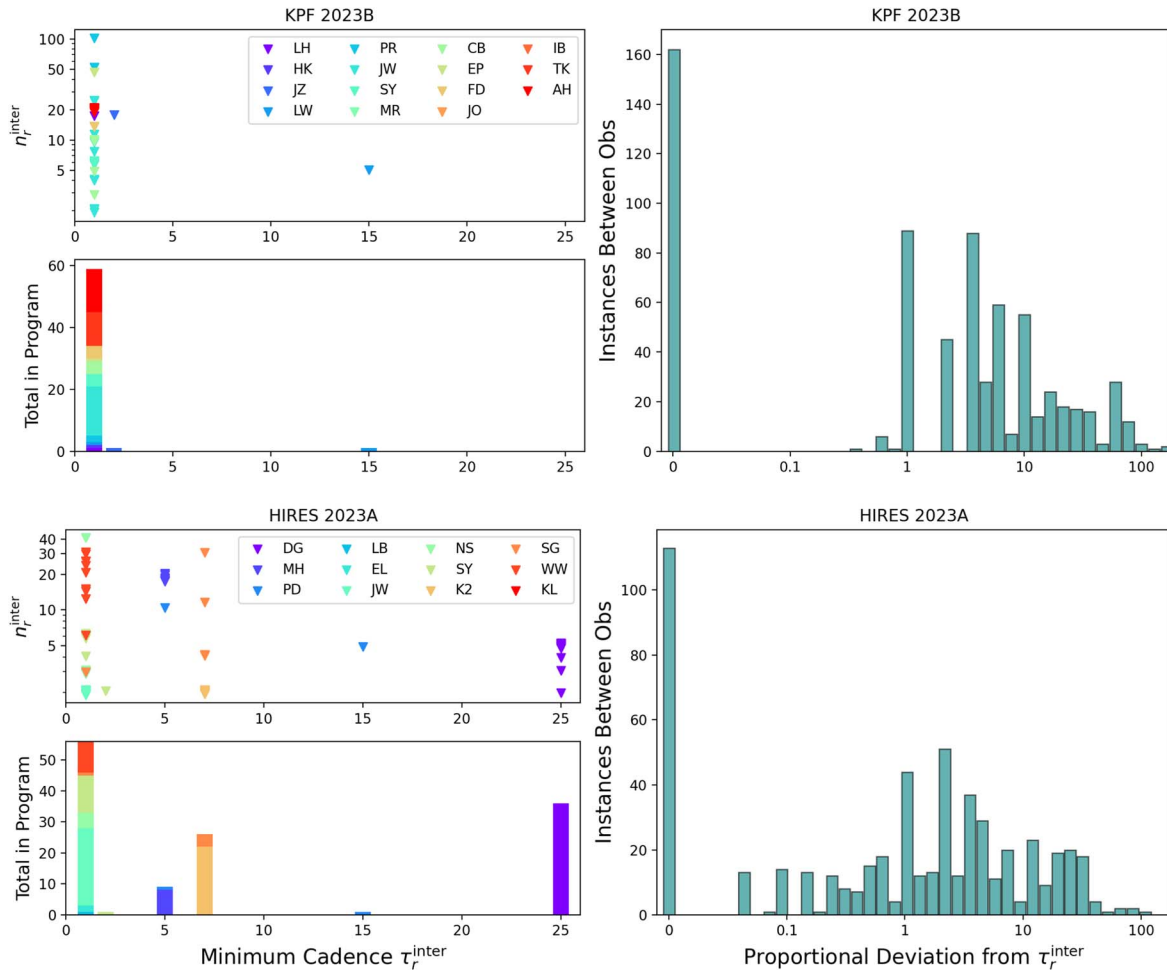 KPF 2023B
100
50
20
10
5
n_r^inter
LH PR CB IB
HK JW EP TK
JZ SY FD AH
LW MR JO
0 5 10 15 20 25
60
40
20
0
Total in Program
0 5 10 15 20 25
KPF 2023B
160
140
120
100
80
60
40
20
0
Instances Between Obs
0 0.1 1 10 100
HIRES 2023A
40
30
20
10
5
n_r^inter
DG LB NS SG
MH EL SY WW
PD JW K2 KL
0 5 10 15 20 25
50
40
30
20
10
0
Total in Program
0 5 10 15 20 25
Minimum Cadence τ_r^inter
HIRES 2023A
100
80
60
40
20
0
Instances Between Obs
0 0.1 1 10 100
Proportional Deviation from τ_r^inter